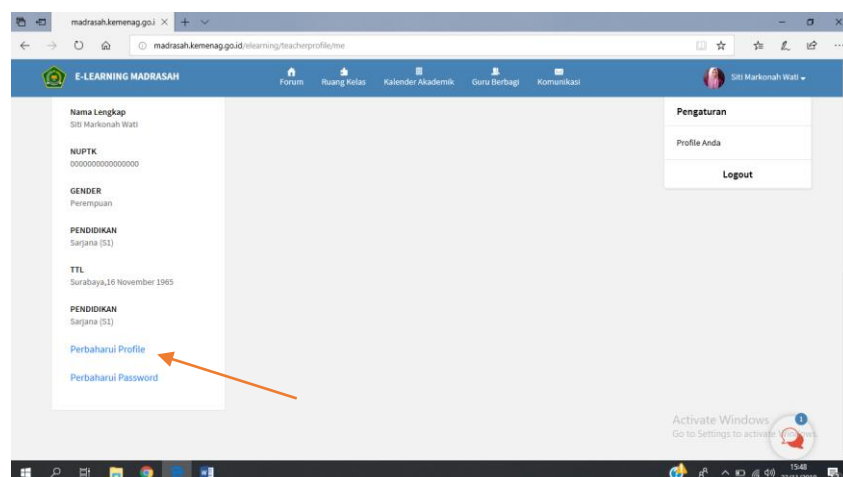 madrasah.kemenag.go.i
madrasah.kemenag.go.id/elearning/teacherprofile/me
E-LEARNING MADRASAH
Forum
Ruang Kelas
Kalender Akademik
Guru Berbagi
Komunikasi
Siti Markonah Wati
Nama Lengkap
Siti Markonah Wati
NUPTK
0000000000000000
GENDER
Perempuan
PENDIDIKAN
Sarjana (S1)
TTL
Surabaya,16 November 1965
PENDIDIKAN
Sarjana (S1)
Perbaharui Profile
Perbaharui Password
Pengaturan
Profile Anda
Logout
Activate Windows
Go to Settings to activate Windows.
1
15:48